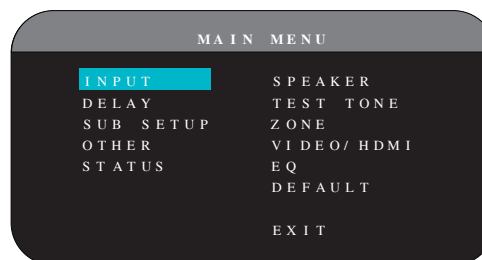 MAIN MENU
INPUT
DELAY
SUB SETUP
OTHER
STATUS
SPEAKER
TEST TONE
ZONE
VIDEO/HDMI
EQ
DEFAULT
EXIT